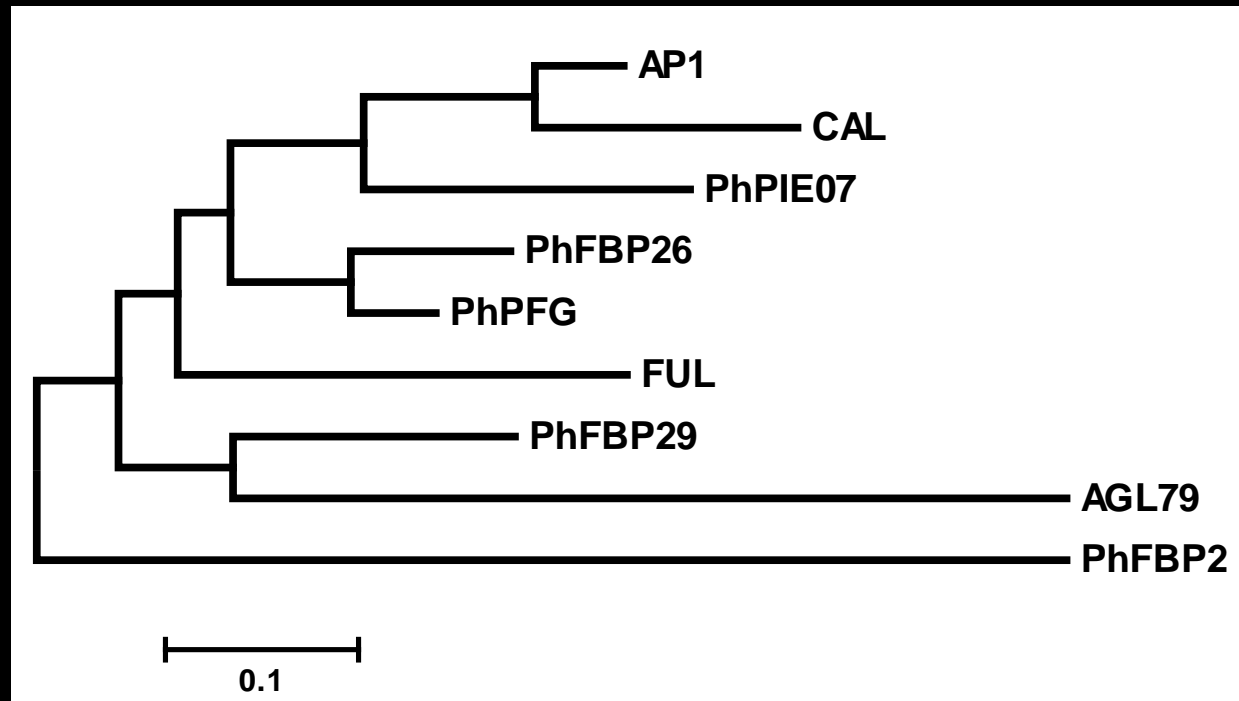 AP1
CAL
PhPIE07
PhFBP26
PhPFG
FUL
PhFBP29
AGL79
PhFBP2
0.1